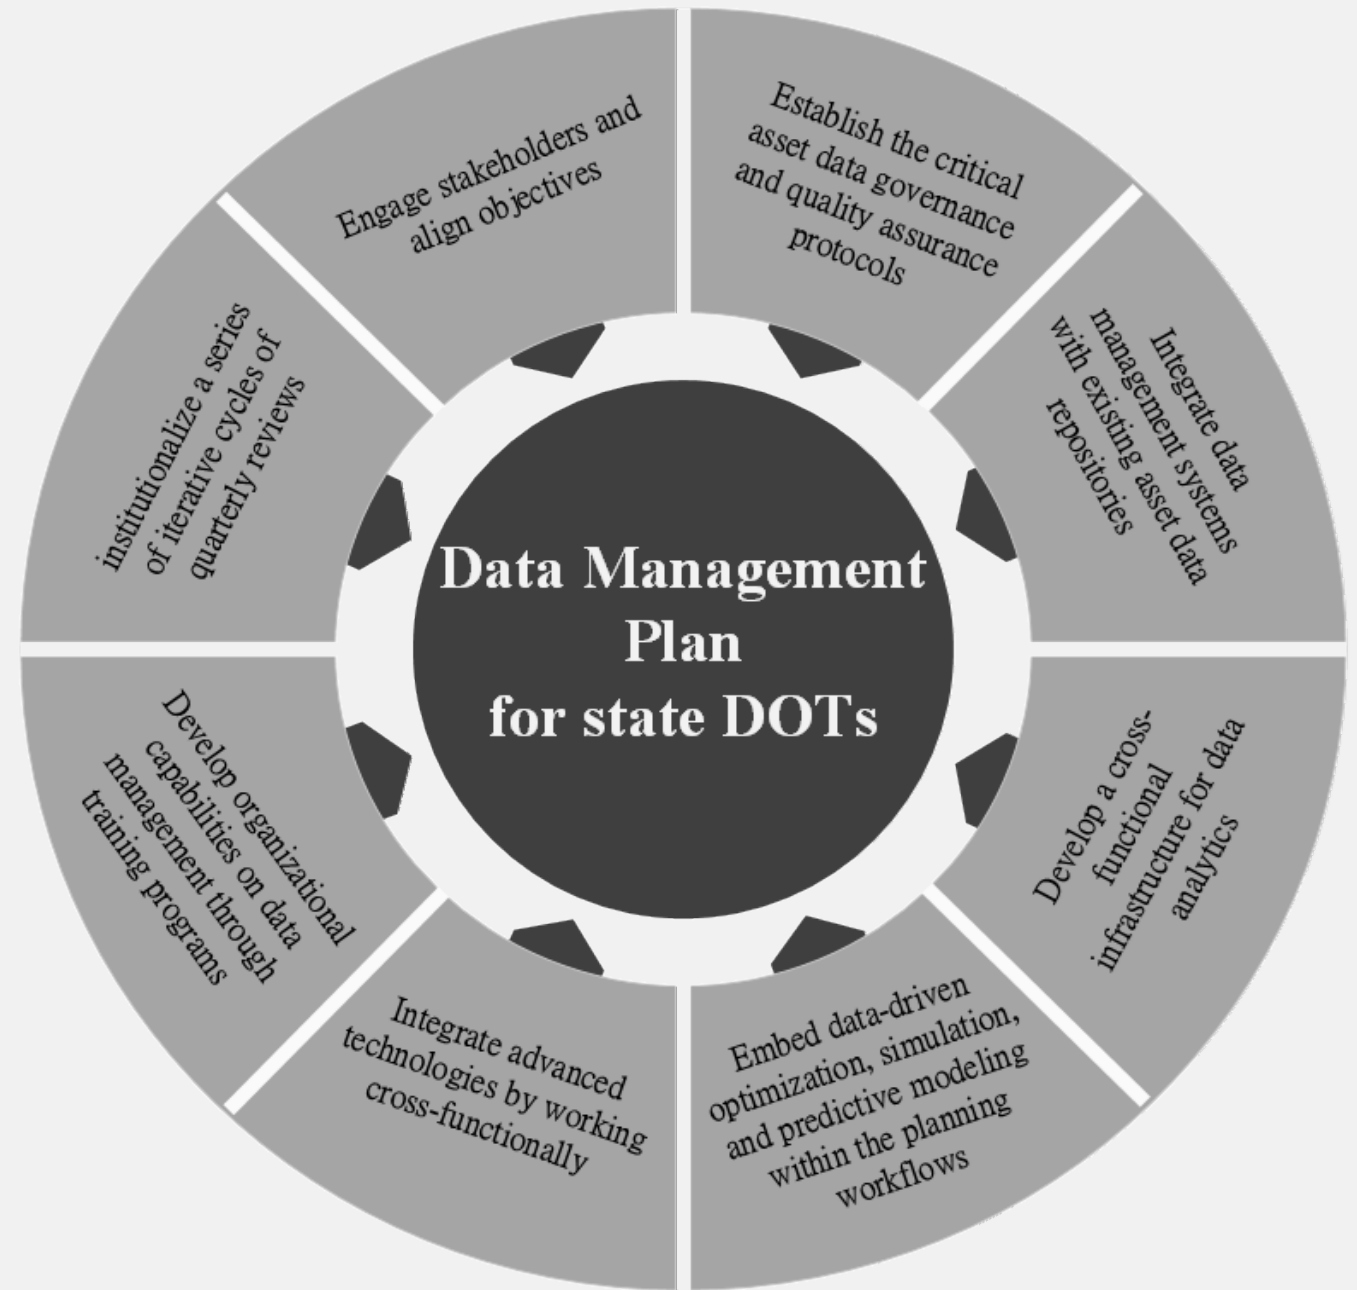 Engage stakeholders and
align objectives
Establish the critical
asset data governance
and quality assurance
protocols
Integrate data
management systems
with existing asset data
repositories
Develop a cross-
functional
infrastructure for data
analytics
Embed data-driven
optimization, simulation,
and predictive modeling
within the planning
workflows
Integrate advanced
technologies by working
cross-functionally
Develop organizational
capabilities on data
management through
training programs
institutionalize a series
of iterative cycles of
quarterly reviews
Data Management
Plan
for state DOTs